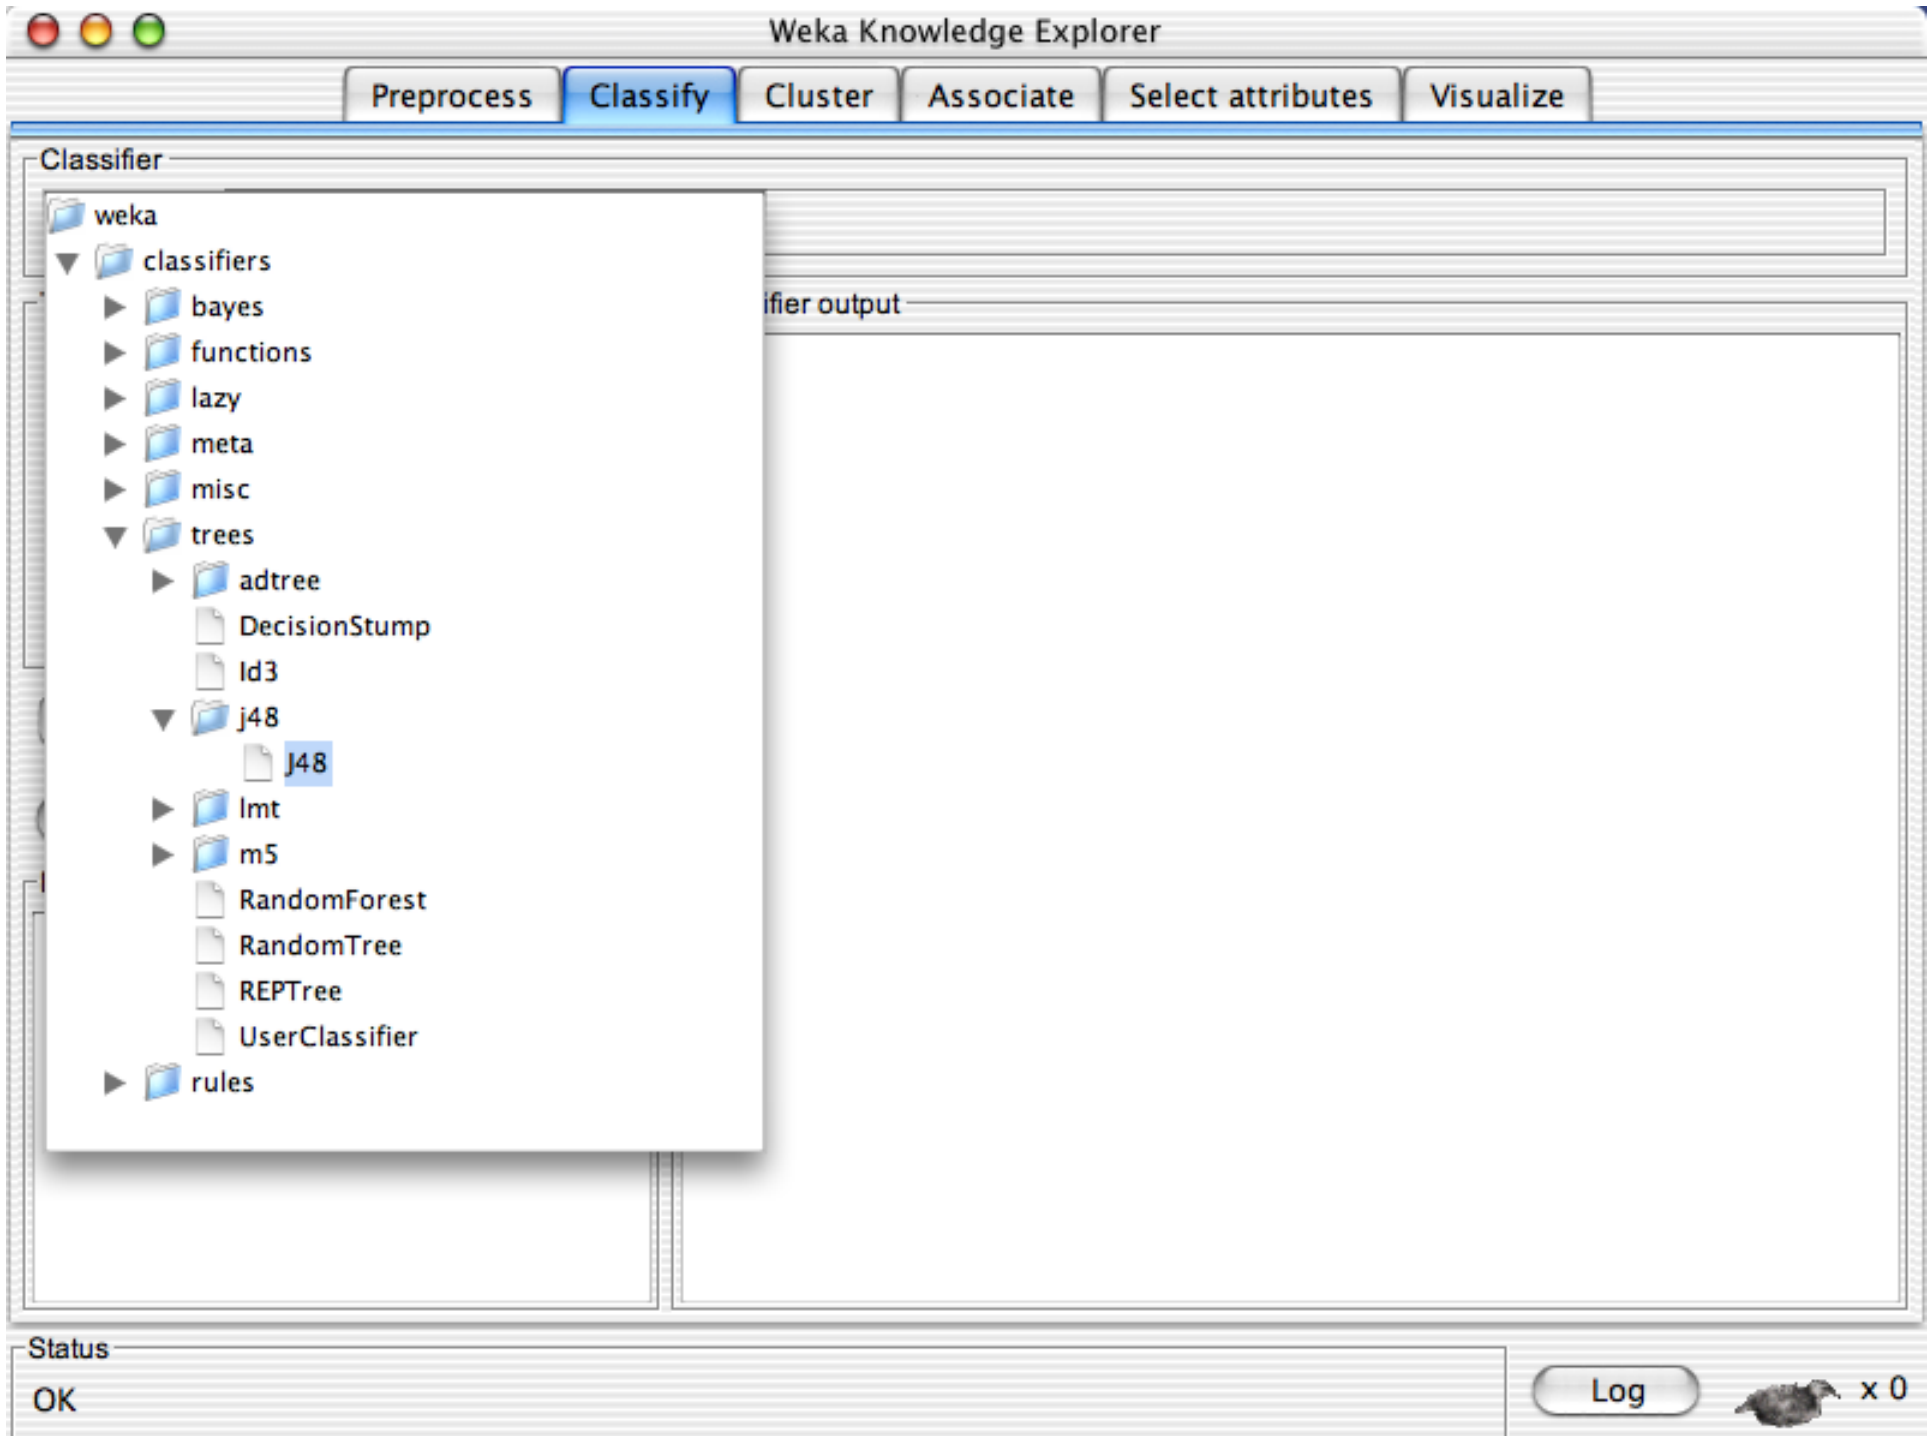 Weka Knowledge Explorer
Preprocess Classify Cluster Associate Select attributes Visualize
Classifier
weka
classifiers
bayes
ifier output
functions
lazy
meta
misc
trees
adtree
DecisionStump
Id3
j48
J48
lmt
m5
RandomForest
RandomTree
REPTree
UserClassifier
rules
Status
OK
Log
x 0